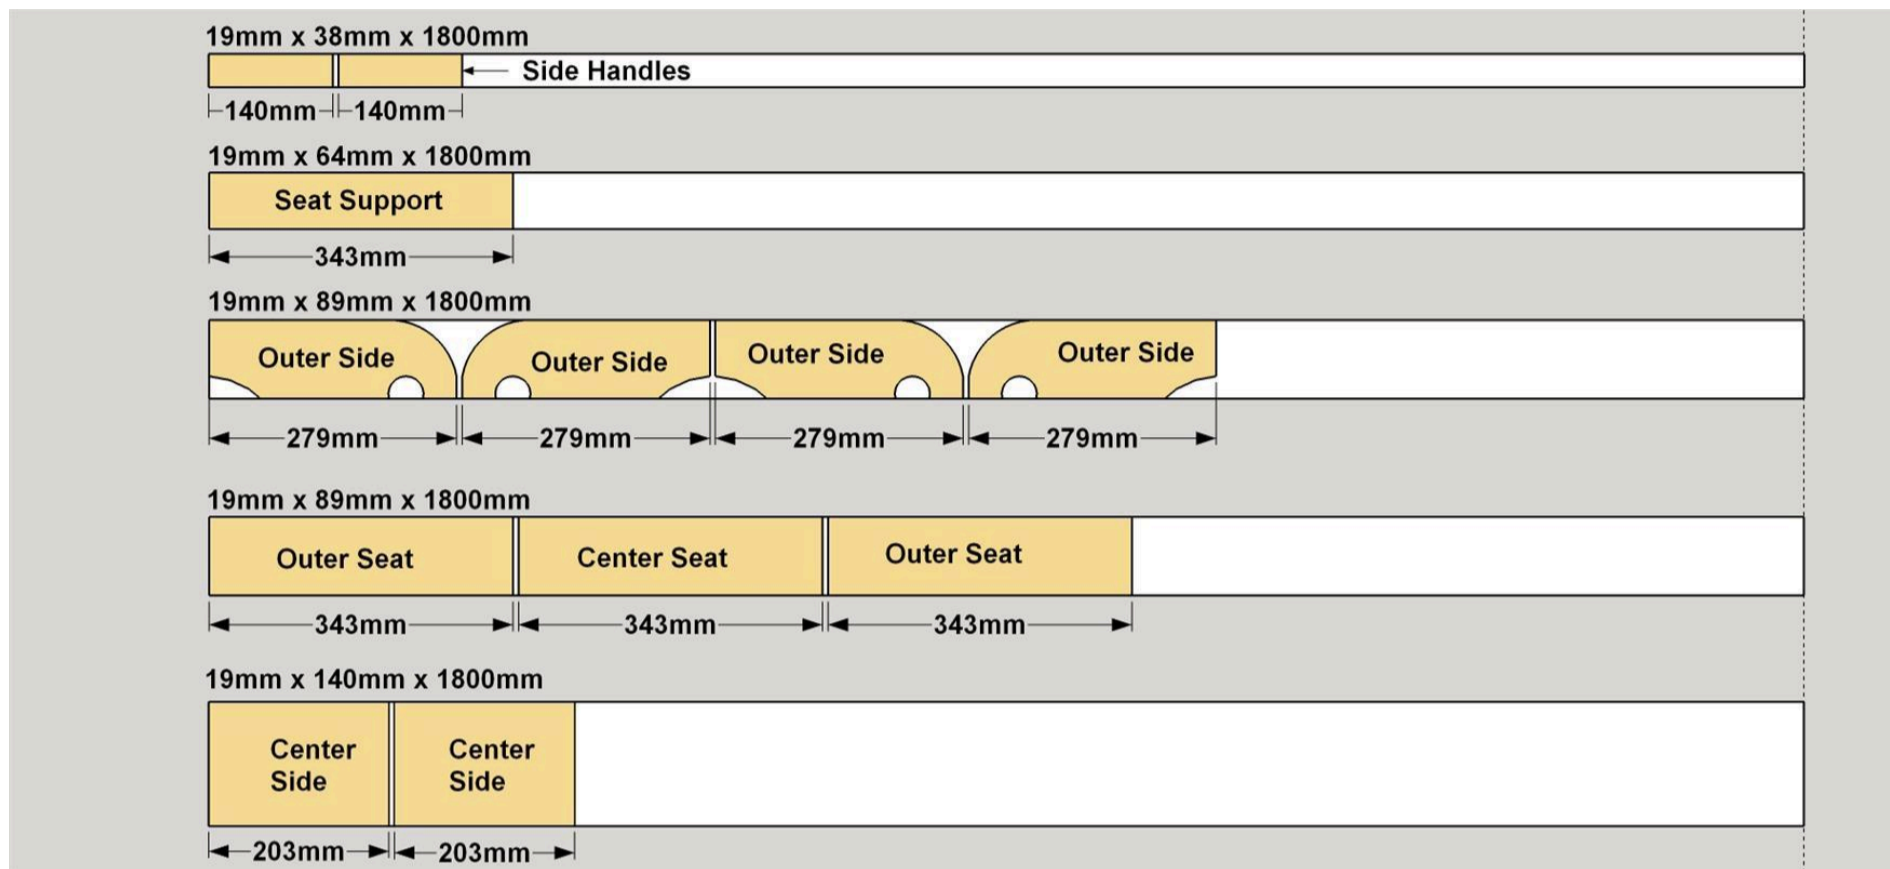 19mm x 38mm x 1800mm
Side Handles
140mm 140mm
19mm x 64mm x 1800mm
Seat Support
343mm
19mm x 89mm x 1800mm
Outer Side Outer Side Outer Side Outer Side
279mm 279mm 279mm 279mm
19mm x 89mm x 1800mm
Outer Seat Center Seat Outer Seat
343mm 343mm 343mm
19mm x 140mm x 1800mm
Center Center
Side Side
203mm 203mm